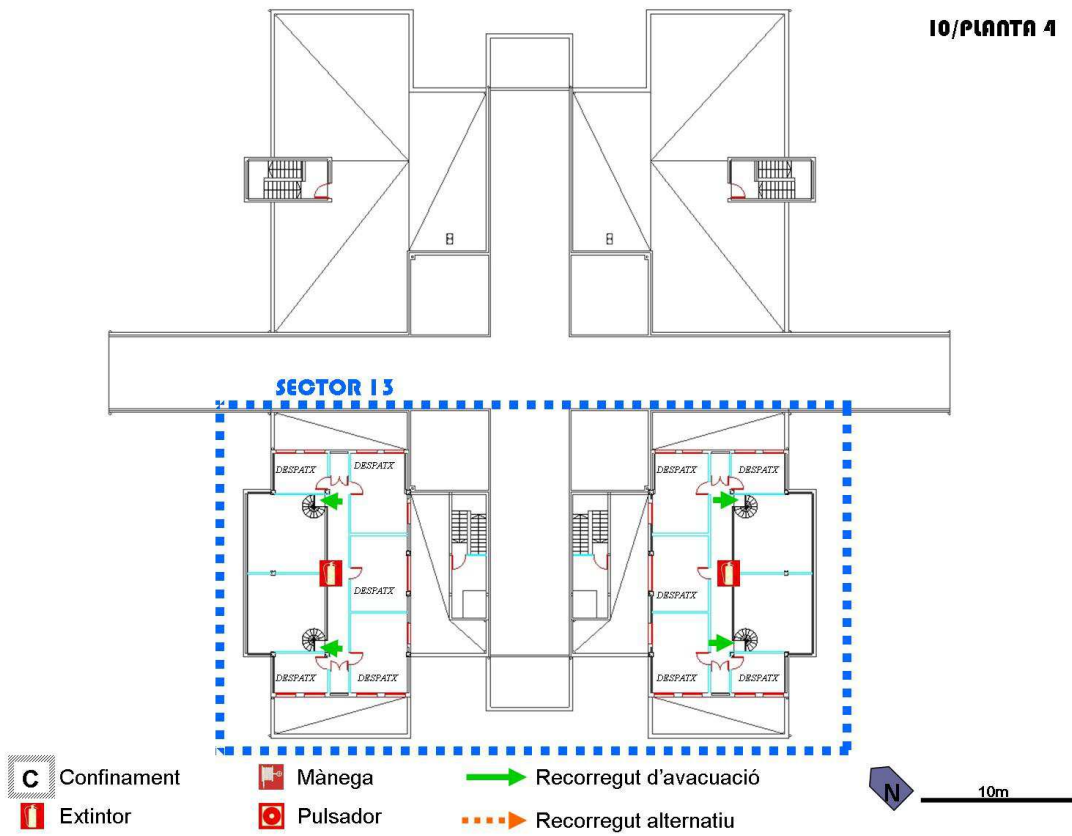 10/PLANTA 4
SECTOR 13
DESPATX DESPATX DESPATX DESPATX
DESPATX DESPATX
DESPATX DESPATX DESPATX DESPATX
C Confinament Mànega Recorregut d'avacuació
N 10m
Extintor Pulsador Recorregut alternatiu